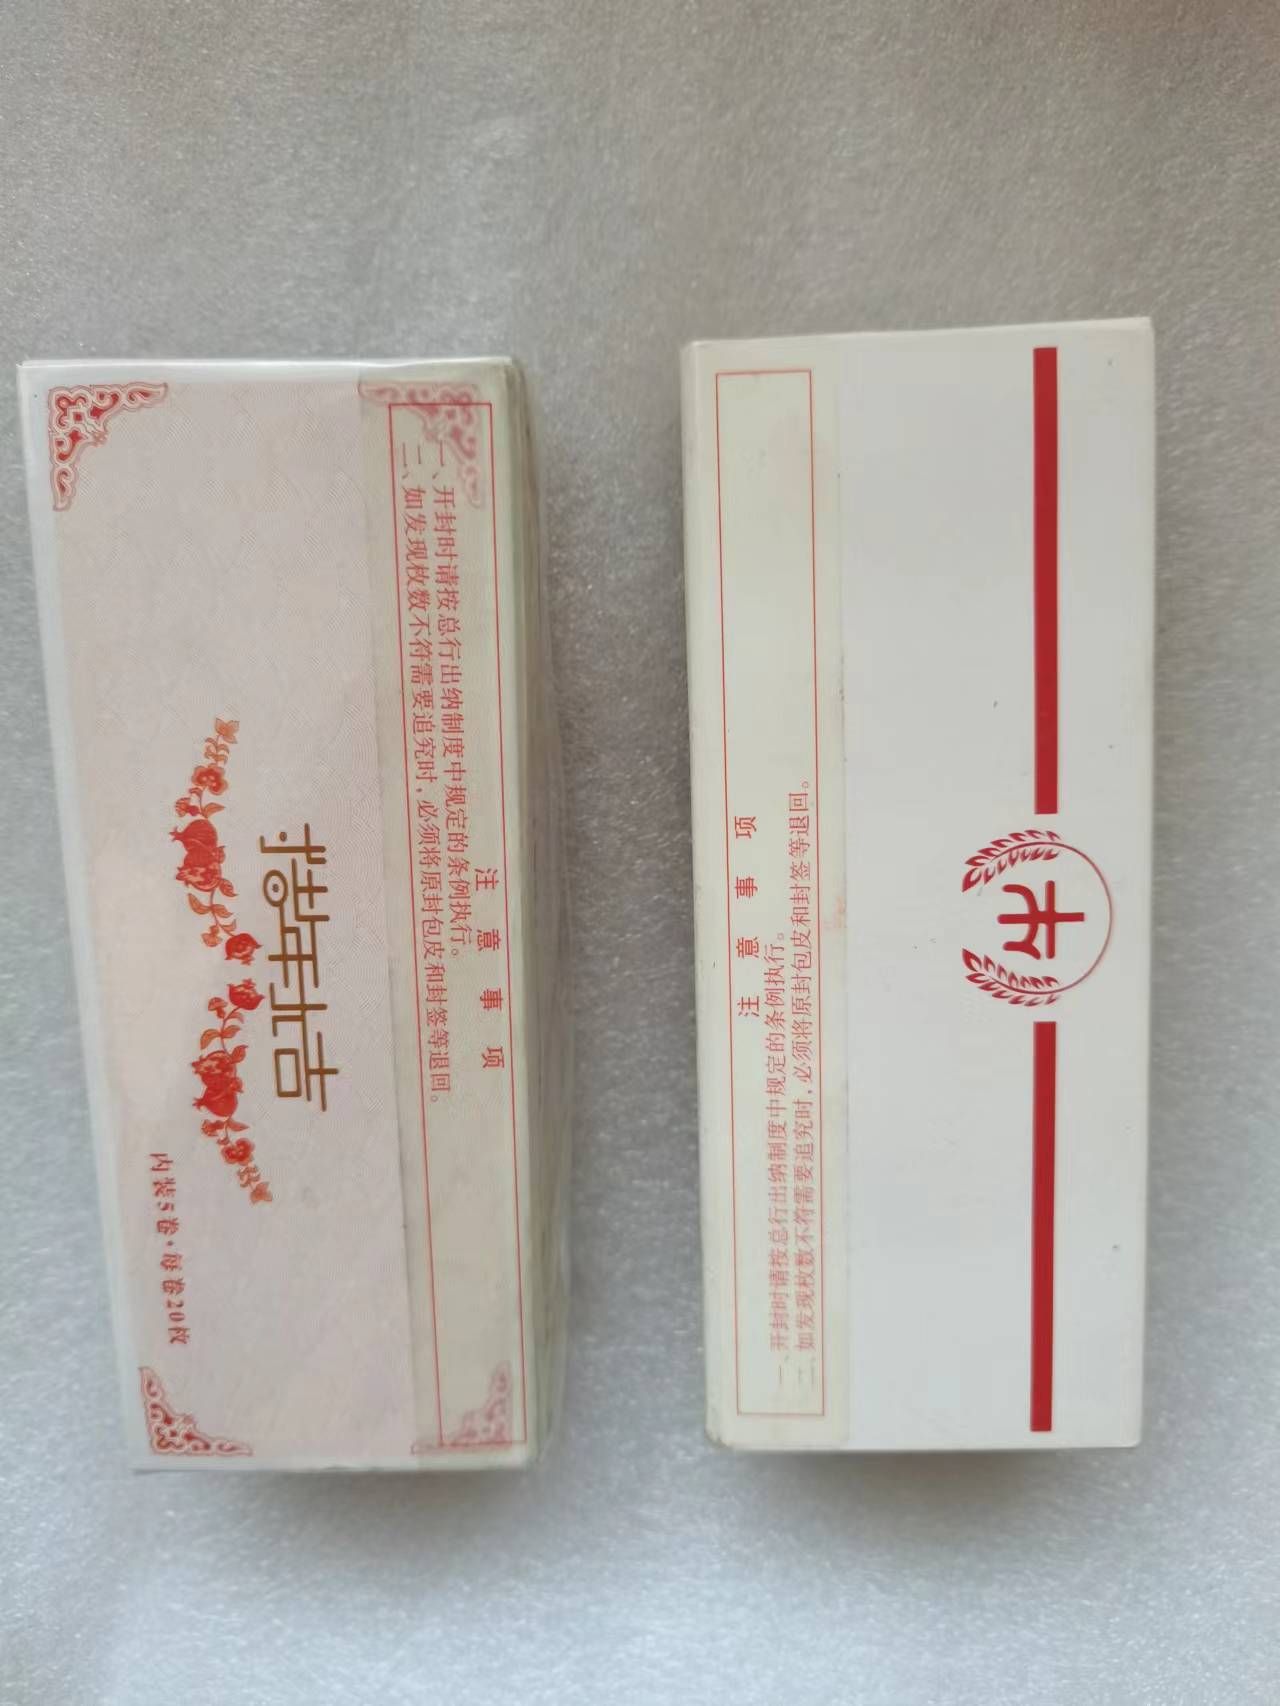 注意事项
一、开封时请按总行出纳制度中规定的条例执行。
二、如发现枚数不符需要追究时,必须将原封包皮和封签等退回。
内装5卷·每卷20枚
注意事项
一、开封时请按总行出纳制度中规定的条例执行。
二、如发现枚数不符需要追究时,必须将原封包皮和封签等退回。